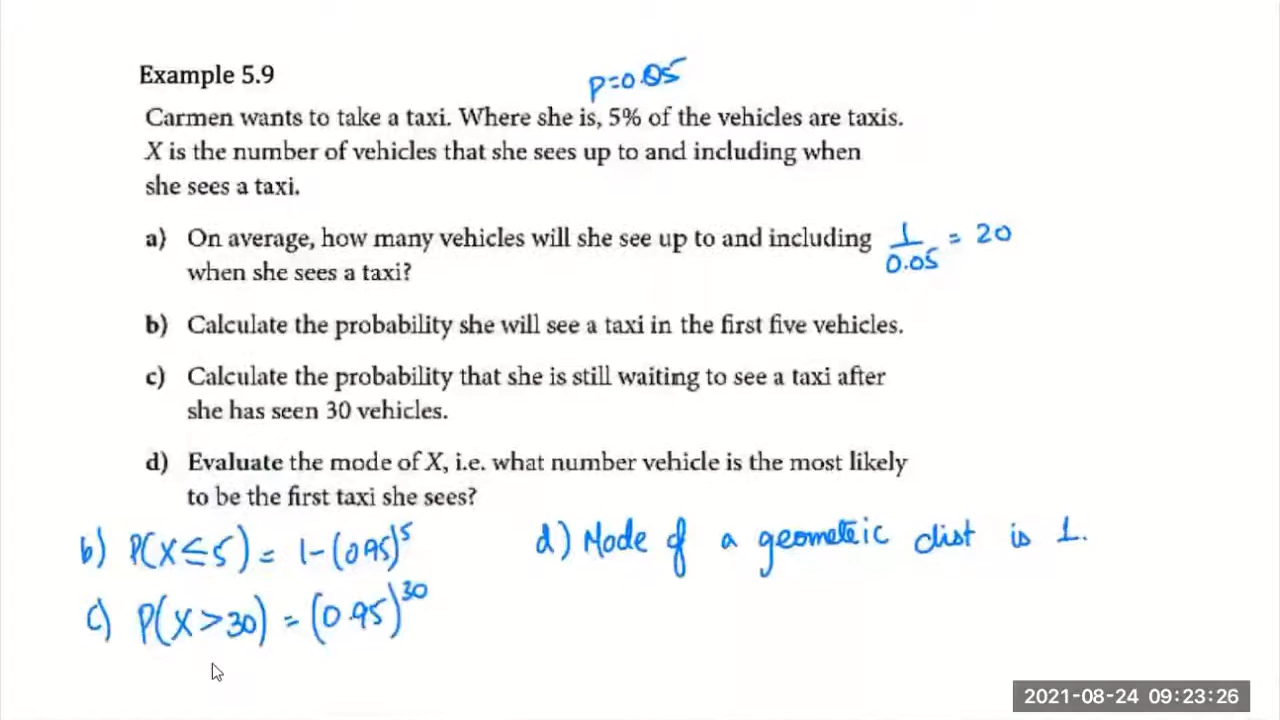 Example 5.9
p=0.05
Carmen wants to take a taxi. Where she is, 5% of the vehicles are taxis.
X is the number of vehicles that she sees up to and including when
she sees a taxi.
a) On average, how many vehicles will she see up to and including
when she sees a taxi?
1/0.05 = 20
b) Calculate the probability she will see a taxi in the first five vehicles.
c) Calculate the probability that she is still waiting to see a taxi after
she has seen 30 vehicles.
d) Evaluate the mode of X, i.e. what number vehicle is the most likely
to be the first taxi she sees?
b) P(X≤5) = 1-(0.95)⁵
c) P(X>30) = (0.95)³⁰
d) Mode of a geometric dist is 1.
2021-08-24 09:23:26